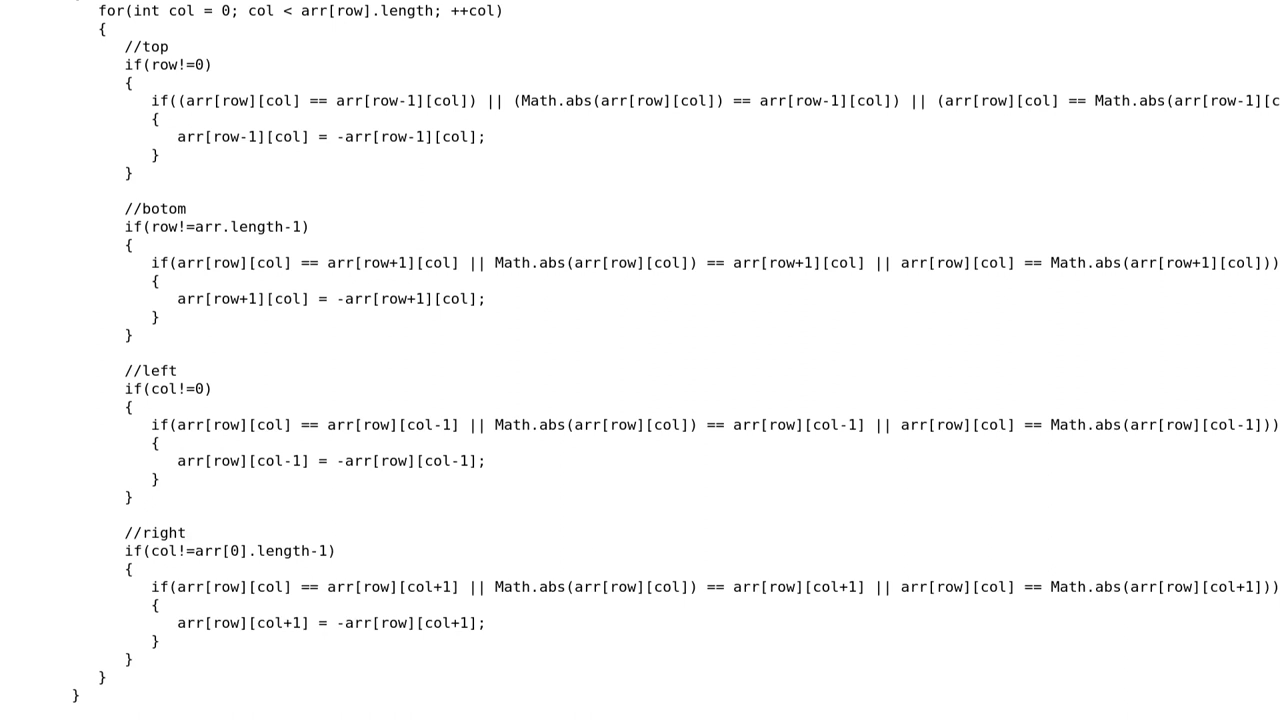 for(int col = 0; col < arr[row].length; ++col)
{
//top
if(row!=0)
{
if((arr[row][col] == arr[row-1][col]) || (Math.abs(arr[row][col]) == arr[row-1][col]) || (arr[row][col] == Math.abs(arr[row-1][c
{
arr[row-1][col] = -arr[row-1][col];
}
}
//botom
if(row!=arr.length-1)
{
if(arr[row][col] == arr[row+1][col] || Math.abs(arr[row][col]) == arr[row+1][col] || arr[row][col] == Math.abs(arr[row+1][col]))
{
arr[row+1][col] = -arr[row+1][col];
}
}
//left
if(col!=0)
{
if(arr[row][col] == arr[row][col-1] || Math.abs(arr[row][col]) == arr[row][col-1] || arr[row][col] == Math.abs(arr[row][col-1]))
{
arr[row][col-1] = -arr[row][col-1];
}
}
//right
if(col!=arr[0].length-1)
{
if(arr[row][col] == arr[row][col+1] || Math.abs(arr[row][col]) == arr[row][col+1] || arr[row][col] == Math.abs(arr[row][col+1]))
{
arr[row][col+1] = -arr[row][col+1];
}
}
}
}